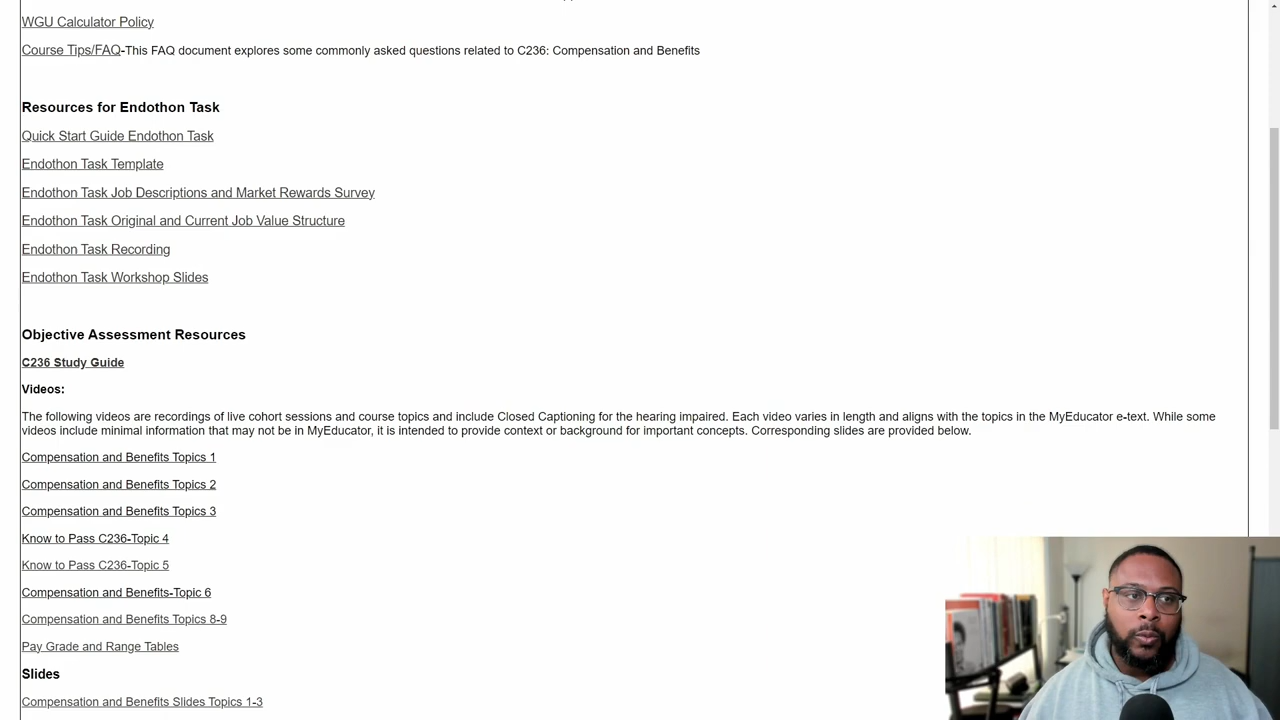 WGU Calculator Policy
Course Tips/FAQ-This FAQ document explores some commonly asked questions related to C236: Compensation and Benefits
Resources for Endothon Task
Quick Start Guide Endothon Task
Endothon Task Template
Endothon Task Job Descriptions and Market Rewards Survey
Endothon Task Original and Current Job Value Structure
Endothon Task Recording
Endothon Task Workshop Slides
Objective Assessment Resources
C236 Study Guide
Videos:
The following videos are recordings of live cohort sessions and course topics and include Closed Captioning for the hearing impaired. Each video varies in length and aligns with the topics in the MyEducator e-text. While some
videos include minimal information that may not be in MyEducator, it is intended to provide context or background for important concepts. Corresponding slides are provided below.
Compensation and Benefits Topics 1
Compensation and Benefits Topics 2
Compensation and Benefits Topics 3
Know to Pass C236-Topic 4
Know to Pass C236-Topic 5
Compensation and Benefits-Topic 6
Compensation and Benefits Topics 8-9
Pay Grade and Range Tables
Slides
Compensation and Benefits Slides Topics 1-3